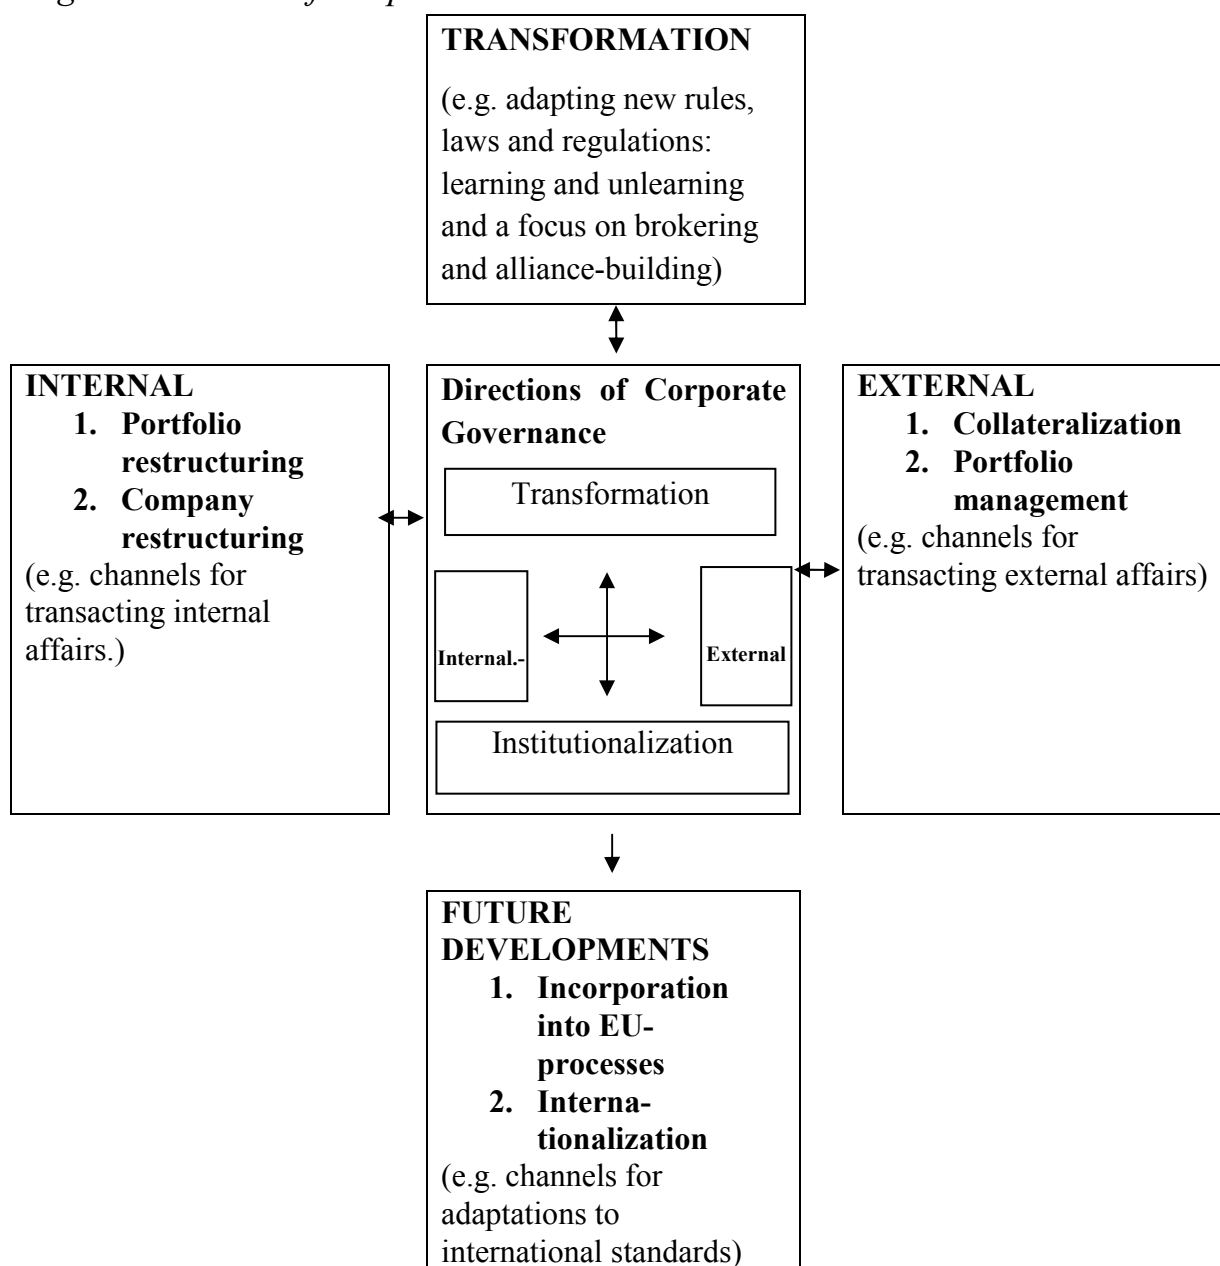 TRANSFORMATION
(e.g. adapting new rules,
laws and regulations:
learning and unlearning
and a focus on brokering
and alliance-building)
INTERNAL
1. Portfolio
restructuring
2. Company
restructuring
(e.g. channels for
transacting internal
affairs.)
Directions of Corporate
Governance
Transformation
Internal.-
External
Institutionalization
EXTERNAL
1. Collateralization
2. Portfolio
management
(e.g. channels for
transacting external affairs)
FUTURE
DEVELOPMENTS
1. Incorporation
into EU-
processes
2. Interna-
tionalization
(e.g. channels for
adaptations to
international standards)